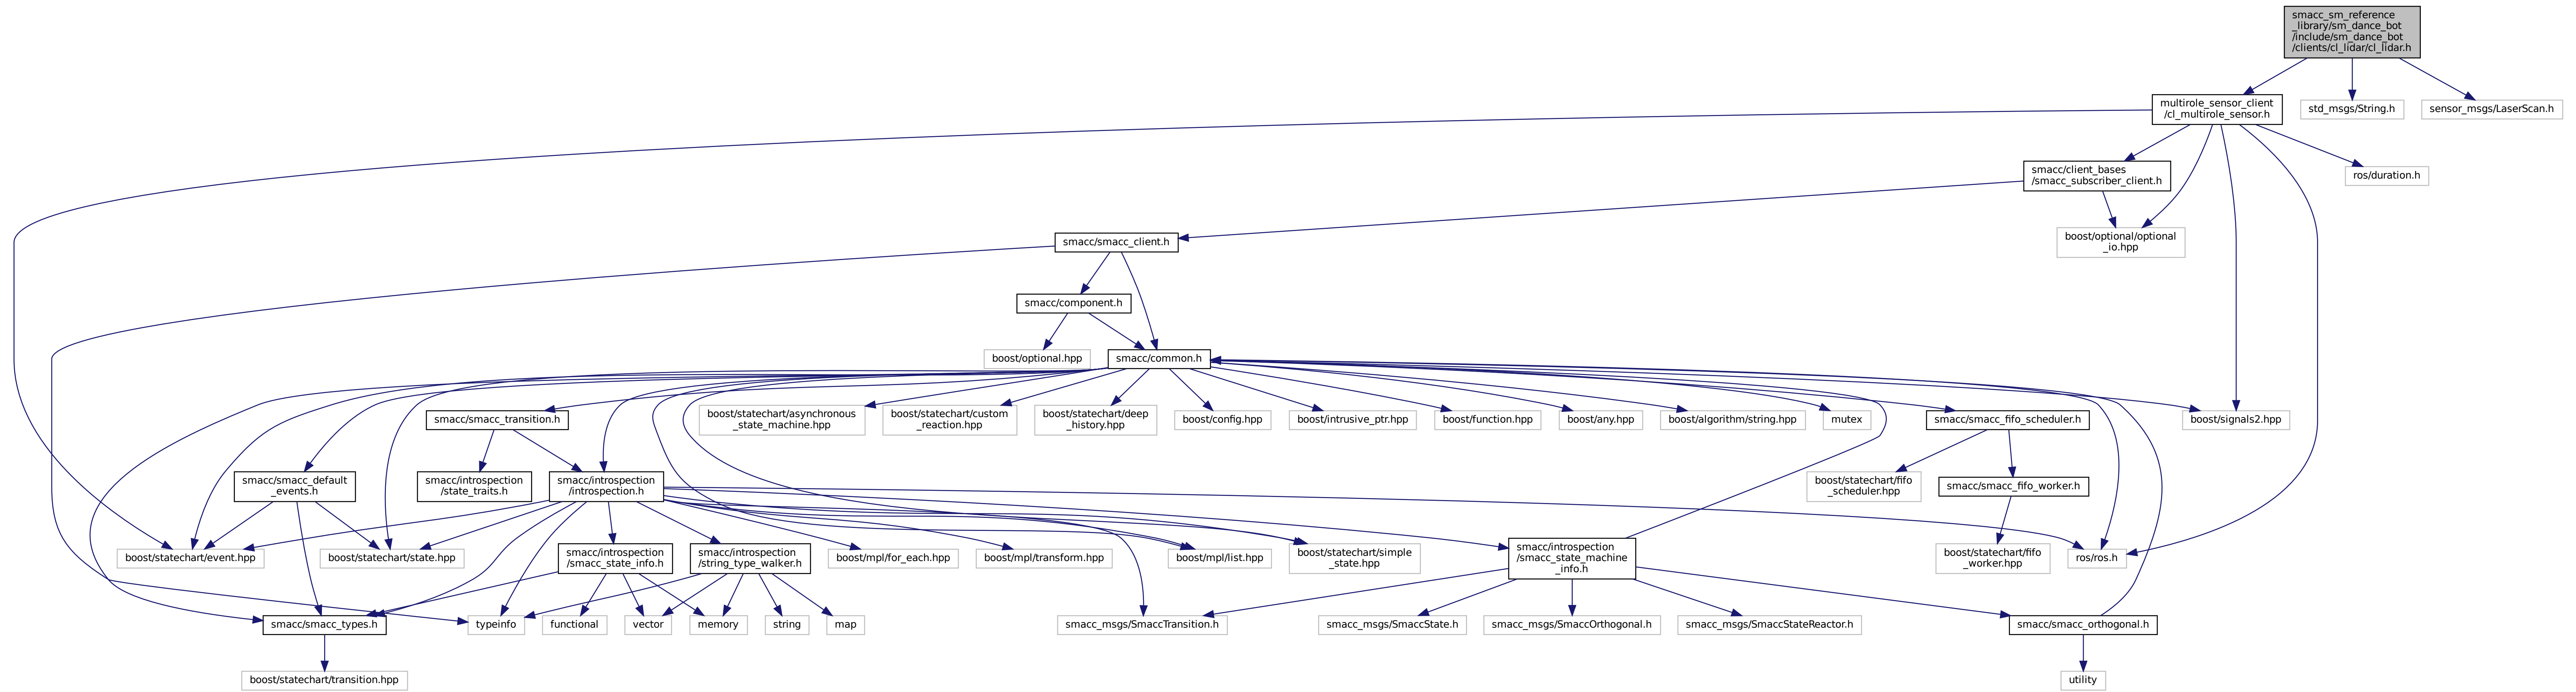 smacc_sm_reference
_library/sm_dance_bot
/include/sm_dance_bot
/clients/cl_lidar/cl_lidar.h
multirole_sensor_client
/cl_multirole_sensor.h
std_msgs/String.h
sensor_msgs/LaserScan.h
smacc/client_bases
/smacc_subscriber_client.h
ros/duration.h
smacc/smacc_client.h
boost/optional/optional
_io.hpp
smacc/component.h
boost/optional.hpp
smacc/common.h
smacc/smacc_transition.h
boost/statechart/asynchronous
_state_machine.hpp
boost/statechart/custom
_reaction.hpp
boost/statechart/deep
_history.hpp
boost/config.hpp
boost/intrusive_ptr.hpp
boost/function.hpp
boost/any.hpp
boost/algorithm/string.hpp
mutex
smacc/smacc_fifo_scheduler.h
boost/signals2.hpp
smacc/smacc_default
_events.h
smacc/introspection
/state_traits.h
smacc/introspection
/introspection.h
boost/statechart/fifo
_scheduler.hpp
smacc/smacc_fifo_worker.h
boost/statechart/event.hpp
boost/statechart/state.hpp
smacc/introspection
/smacc_state_info.h
smacc/introspection
/string_type_walker.h
boost/mpl/for_each.hpp
boost/mpl/transform.hpp
boost/mpl/list.hpp
boost/statechart/simple
_state.hpp
smacc/introspection
/smacc_state_machine
_info.h
boost/statechart/fifo
_worker.hpp
ros/ros.h
smacc/smacc_types.h
typeinfo
functional
vector
memory
string
map
smacc_msgs/SmaccTransition.h
smacc_msgs/SmaccState.h
smacc_msgs/SmaccOrthogonal.h
smacc_msgs/SmaccStateReactor.h
smacc/smacc_orthogonal.h
boost/statechart/transition.hpp
utility